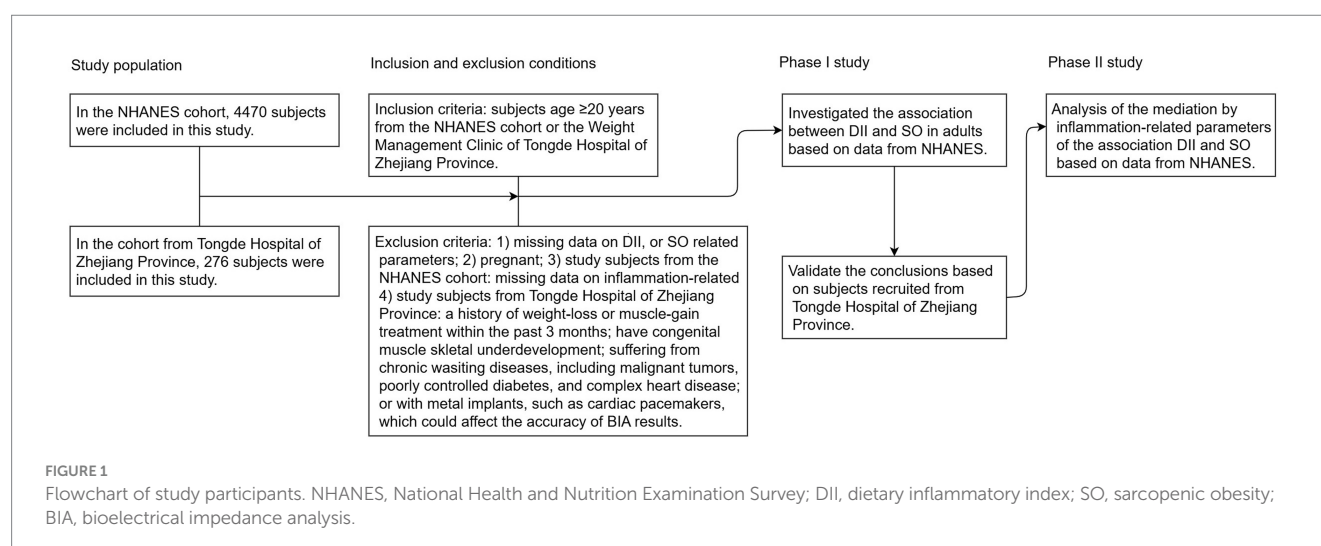 Study population
In the NHANES cohort, 4470 subjects
were included in this study.
In the cohort from Tongde Hospital of
Zhejiang Province, 276 subjects were
included in this study.
Inclusion and exclusion conditions
Inclusion criteria: subjects age ≥20 years
from the NHANES cohort or the Weight
Management Clinic of Tongde Hospital of
Zhejiang Province.
Exclusion criteria: 1) missing data on DII, or SO related
parameters; 2) pregnant; 3) study subjects from the
NHANES cohort: missing data on inflammation-related
4) study subjects from Tongde Hospital of Zhejiang
Province: a history of weight-loss or muscle-gain
treatment within the past 3 months; have congenital
muscle skletal underdevelopment; suffering from
chronic wasiting diseases, including malignant tumors,
poorly controlled diabetes, and complex heart disease;
or with metal implants, such as cardiac pacemakers,
which could affect the accuracy of BIA results.
Phase I study
Investigated the association
between DII and SO in adults
based on data from NHANES.
Validate the conclusions based
on subjects recruited from
Tongde Hospital of Zhejiang
Province.
Phase II study
Analysis of the mediation by
inflammation-related parameters
of the association DII and SO
based on data from NHANES.
FIGURE 1
Flowchart of study participants. NHANES, National Health and Nutrition Examination Survey; DII, dietary inflammatory index; SO, sarcopenic obesity;
BIA, bioelectrical impedance analysis.